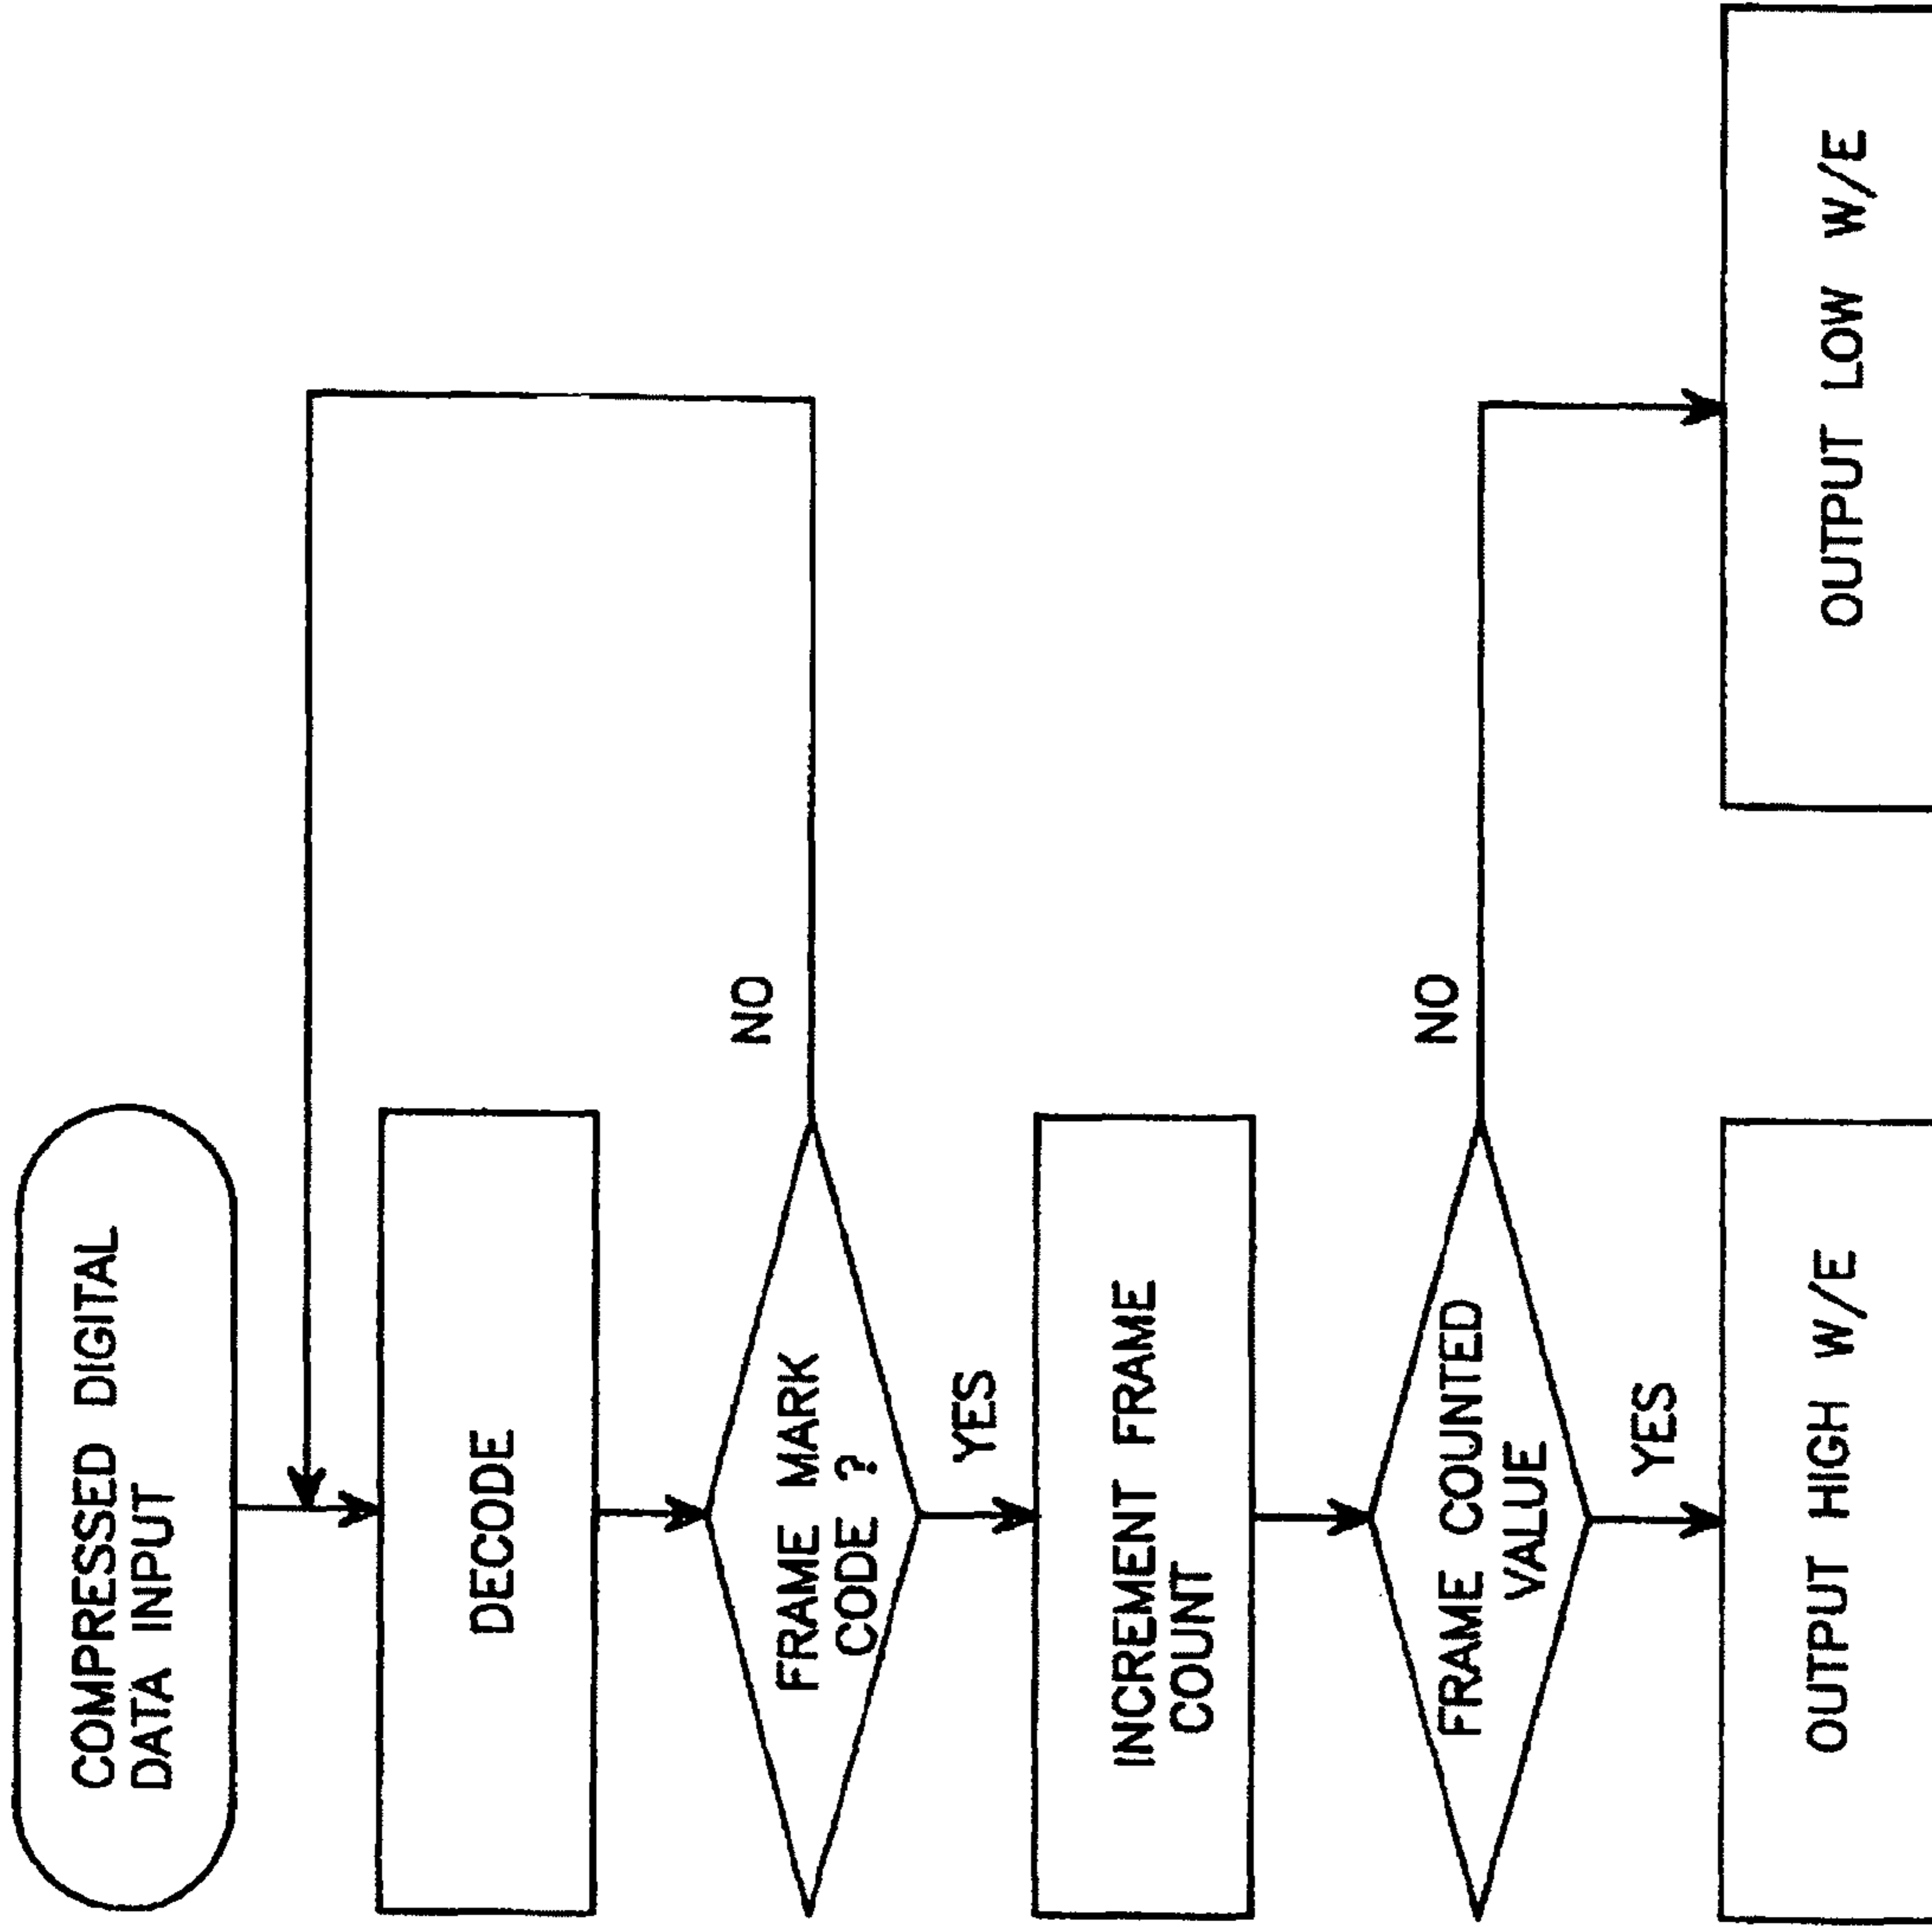 COMPRESSED DIGITAL
DATA INPUT
DECODE
FRAME MARK
CODE ?
NO
YES
INCREMENT FRAME
COUNT
FRAME COUNTED
VALUE
NO
YES
OUTPUT HIGH W/E
OUTPUT LOW W/E